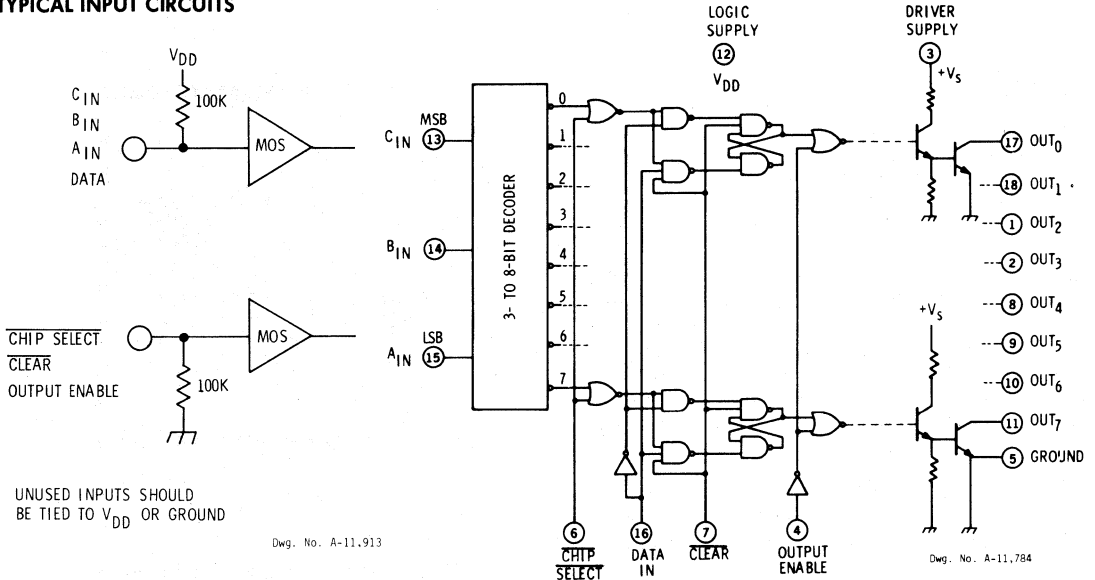 TYPICAL INPUT CIRCUITS
VDD
100K
CIN
BIN
AIN
DATA
MOS
CHIP SELECT
CLEAR
OUTPUT ENABLE
100K
MOS
UNUSED INPUTS SHOULD
BE TIED TO VDD OR GROUND
Dwg. No. A-11,913
LOGIC
SUPPLY
12
VDD
DRIVER
SUPPLY
3
+VS
MSB
CIN 13
BIN 14
LSB
AIN 15
3- TO 8-BIT DECODER
0
1
2
3
4
5
6
7
17 OUT0
18 OUT1
1 OUT2
2 OUT3
8 OUT4
+VS
9 OUT5
10 OUT6
11 OUT7
5 GROUND
6
CHIP
SELECT
16
DATA
IN
7
CLEAR
4
OUTPUT
ENABLE
Dwg. No. A-11,784